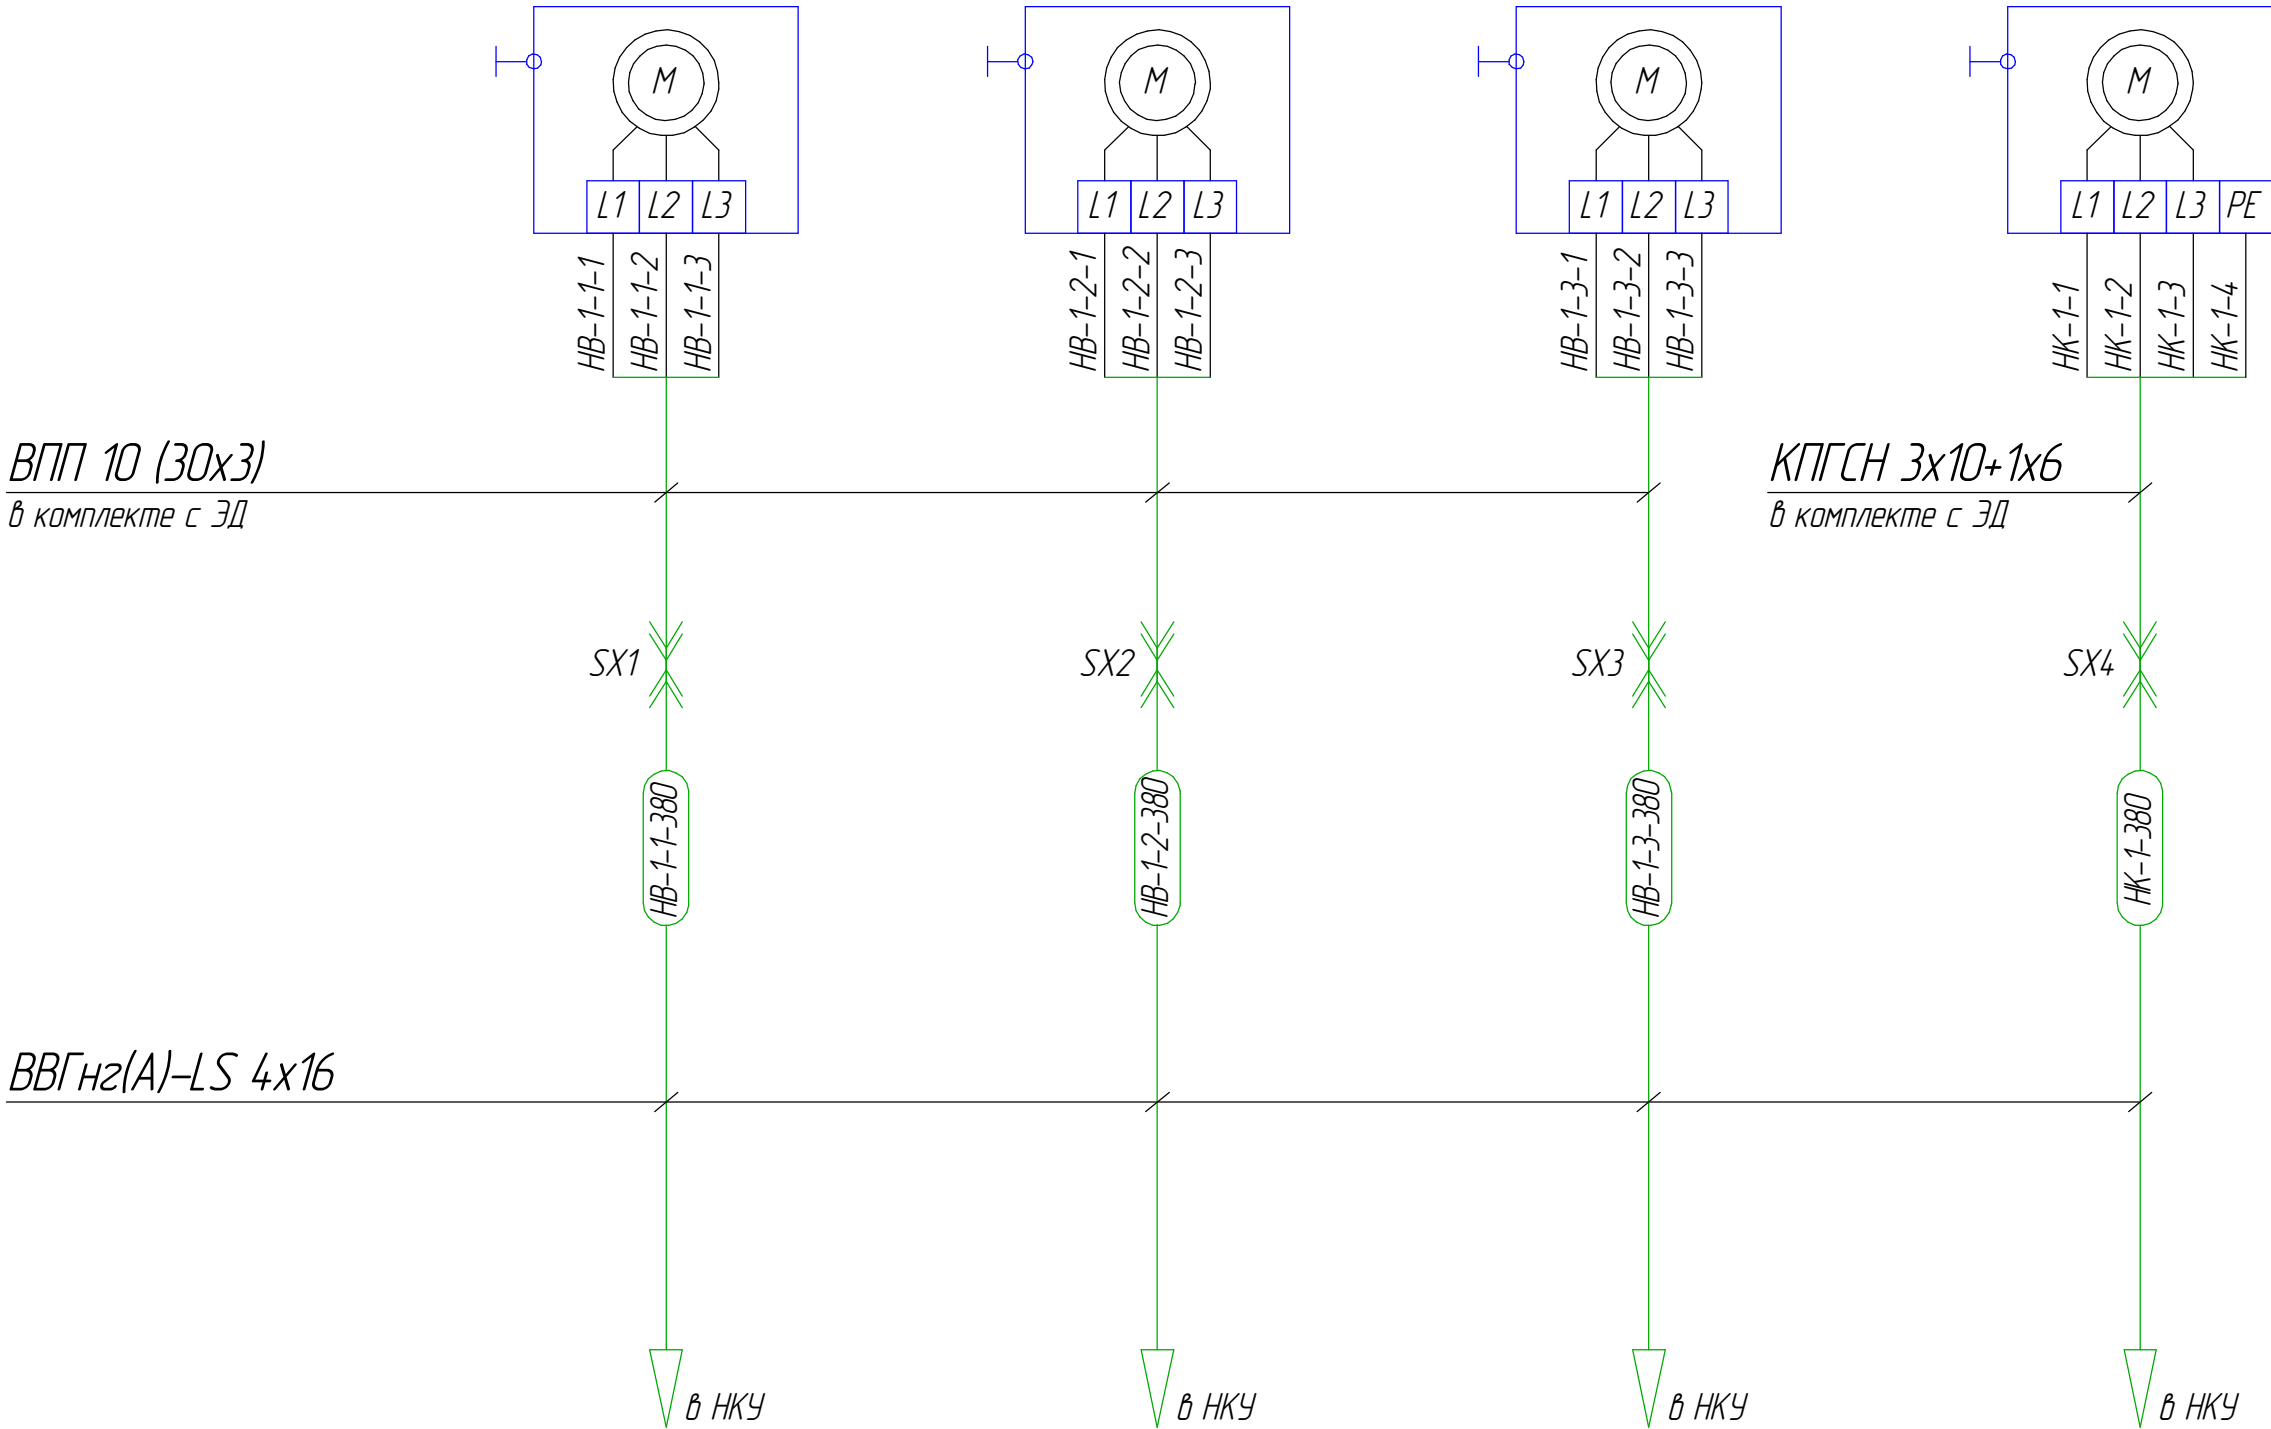 M M M M
L1 L2 L3 L1 L2 L3 L1 L2 L3 L1 L2 L3 PE
НВ-1-1-1 НВ-1-1-2 НВ-1-1-3 НВ-1-2-1 НВ-1-2-2 НВ-1-2-3 НВ-1-3-1 НВ-1-3-2 НВ-1-3-3 НК-1-1 НК-1-2 НК-1-3 НК-1-4
ВПП 10 (30х3) КПГСН 3х10+1х6
в комплекте с ЭД в комплекте с ЭД
SX1 SX2 SX3 SX4
НВ-1-1-380 НВ-1-2-380 НВ-1-3-380 НК-1-380
ВВГнг(А)-LS 4х16
в НКУ в НКУ в НКУ в НКУ